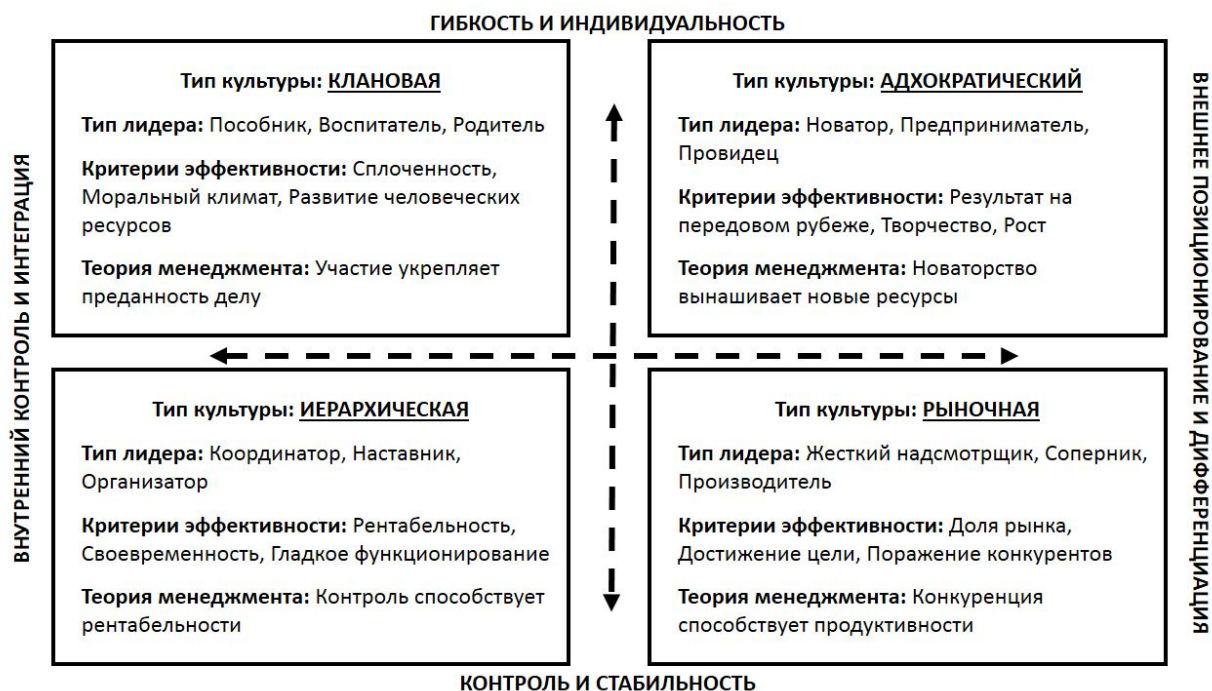 ГИБКОСТЬ И ИНДИВИДУАЛЬНОСТЬ
ВНУТРЕННИЙ КОНТРОЛЬ И ИНТЕГРАЦИЯ
Тип культуры: КЛАНОВАЯ
Тип лидера: Пособник, Воспитатель, Родитель
Критерии эффективности: Сплоченность,
Моральный климат, Развитие человеческих
ресурсов
Теория менеджмента: Участие укрепляет
преданность делу
Тип культуры: АДХОКРАТИЧЕСКИЙ
Тип лидера: Новатор, Предприниматель,
Провидец
Критерии эффективности: Результат на
передовом рубеже, Творчество, Рост
Теория менеджмента: Новаторство
вынашивает новые ресурсы
Тип культуры: ИЕРАРХИЧЕСКАЯ
Тип лидера: Координатор, Наставник,
Организатор
Критерии эффективности: Рентабельность,
Своевременность, Гладкое функционирование
Теория менеджмента: Контроль способствует
рентабельности
Тип культуры: РЫНОЧНАЯ
Тип лидера: Жесткий надсмотрщик, Соперник,
Производитель
Критерии эффективности: Доля рынка,
Достижение цели, Поражение конкурентов
Теория менеджмента: Конкуренция
способствует продуктивности
ВНЕШНЕЕ ПОЗИЦИОНИРОВАНИЕ И ДИФФЕРЕНЦИАЦИЯ
КОНТРОЛЬ И СТАБИЛЬНОСТЬ